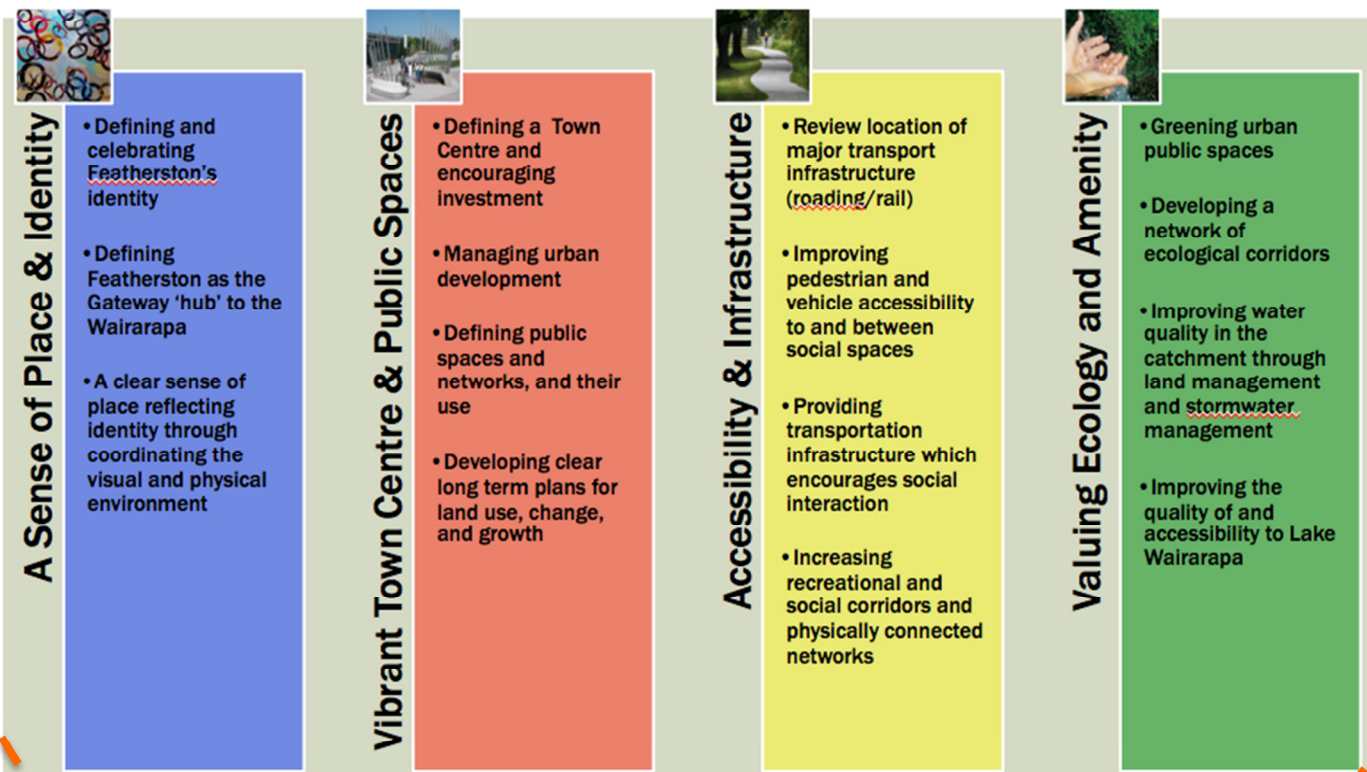 A Sense of Place & Identity
•Defining and
celebrating
Featherston's
identity
•Defining
Featherston as the
Gateway ‘hub’ to the
Wairarapa
•A clear sense of
place reflecting
identity through
coordinating the
visual and physical
environment
Vibrant Town Centre & Public Spaces
•Defining a Town
Centre and
encouraging
investment
•Managing urban
development
•Defining public
spaces and
networks, and their
use
•Developing clear
long term plans for
land use, change,
and growth
Accessibility & Infrastructure
•Review location of
major transport
infrastructure
(roading/rail)
•Improving
pedestrian and
vehicle accessibility
to and between
social spaces
•Providing
transportation
infrastructure which
encourages social
interaction
•Increasing
recreational and
social corridors and
physically connected
networks
Valuing Ecology and Amenity
•Greening urban
public spaces
•Developing a
network of
ecological corridors
•Improving water
quality in the
catchment through
land management
and stormwater
management
•Improving the
quality of and
accessibility to Lake
Wairarapa